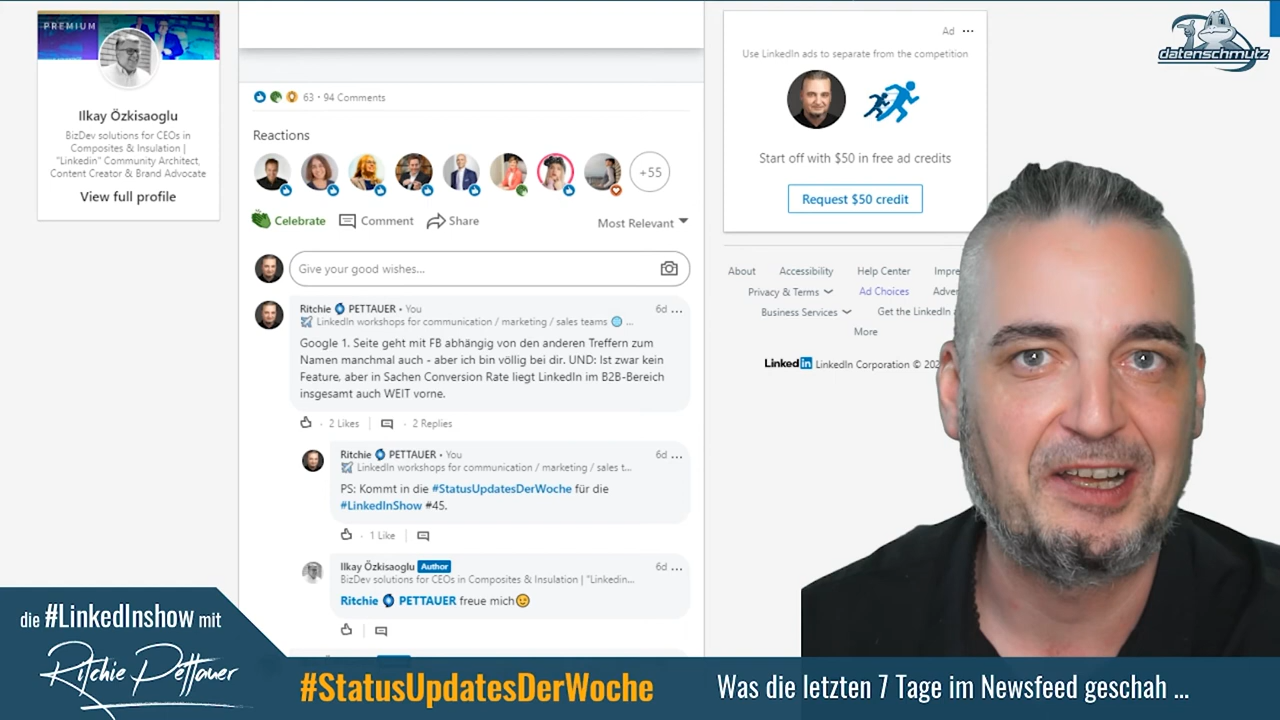 PREMIUM
Ilkay Özkisaoglu
BizDev solutions for CEOs in
Composites & Insulation |
"Linkedin" Community Architect,
Content Creator & Brand Advocate
View full profile
63 · 94 Comments
Reactions
+55
Celebrate
Comment
Share
Most Relevant
Give your good wishes...
Ritchie PETTAUER • You
6d ...
LinkedIn workshops for communication / marketing / sales teams ...
Google 1. Seite geht mit FB abhängig von den anderen Treffern zum
Namen manchmal auch - aber ich bin völlig bei dir. UND: Ist zwar kein
Feature, aber in Sachen Conversion Rate liegt LinkedIn im B2B-Bereich
insgesamt auch WEIT vorne.
· 2 Likes | · 2 Replies
Ritchie PETTAUER • You
6d ...
LinkedIn workshops for communication / marketing / sales t...
PS: Kommt in die #StatusUpdatesDerWoche für die
#LinkedInShow #45.
· 1 Like |
Ilkay Özkisaoglu Author
6d ...
BizDev solutions for CEOs in Composites & Insulation | "Linkedin...
Ritchie PETTAUER freue mich😉
Ad ...
Use LinkedIn ads to separate from the competition
Start off with $50 in free ad credits
Request $50 credit
About Accessibility Help Center Impre
Privacy & Terms Ad Choices Adver
Business Services Get the LinkedIn
More
LinkedIn LinkedIn Corporation © 202
datenschmutz
die #LinkedInshow mit
Ritchie Pettauer
#StatusUpdatesDerWoche
Was die letzten 7 Tage im Newsfeed geschah ...